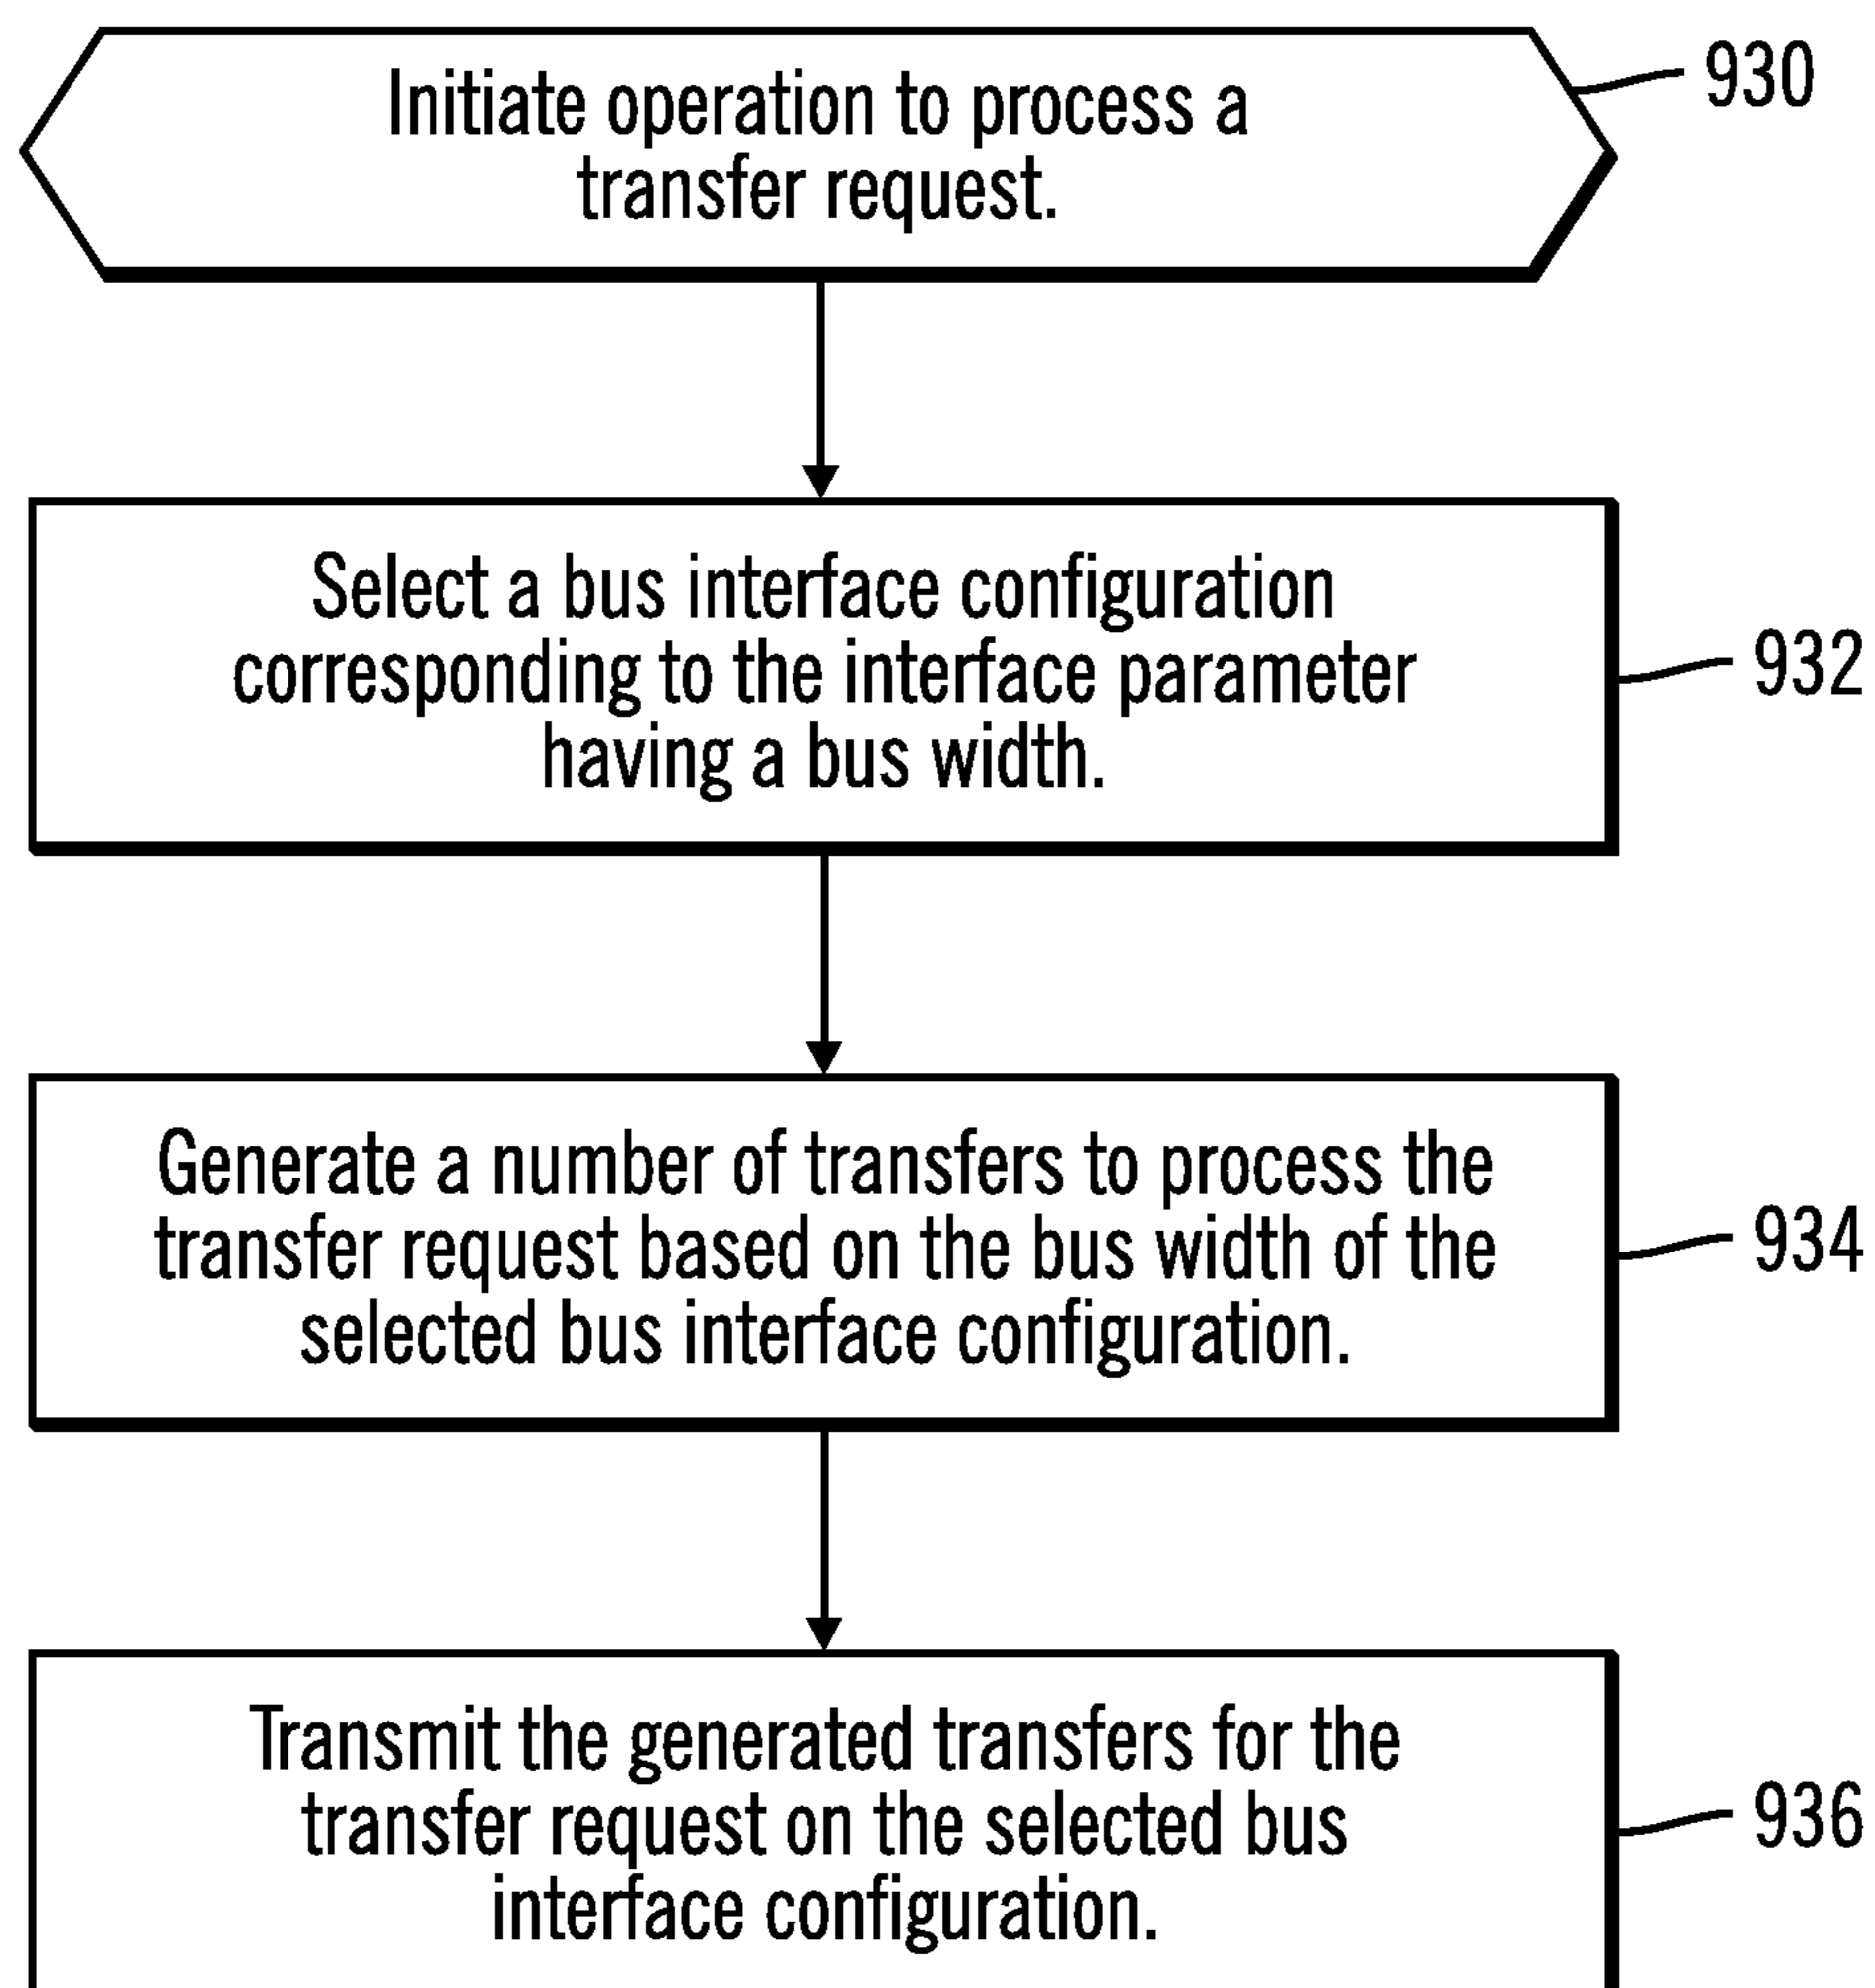 Initiate operation to process a
transfer request.
930
Select a bus interface configuration
corresponding to the interface parameter
having a bus width.
932
Generate a number of transfers to process the
transfer request based on the bus width of the
selected bus interface configuration.
934
Transmit the generated transfers for the
transfer request on the selected bus
interface configuration.
936